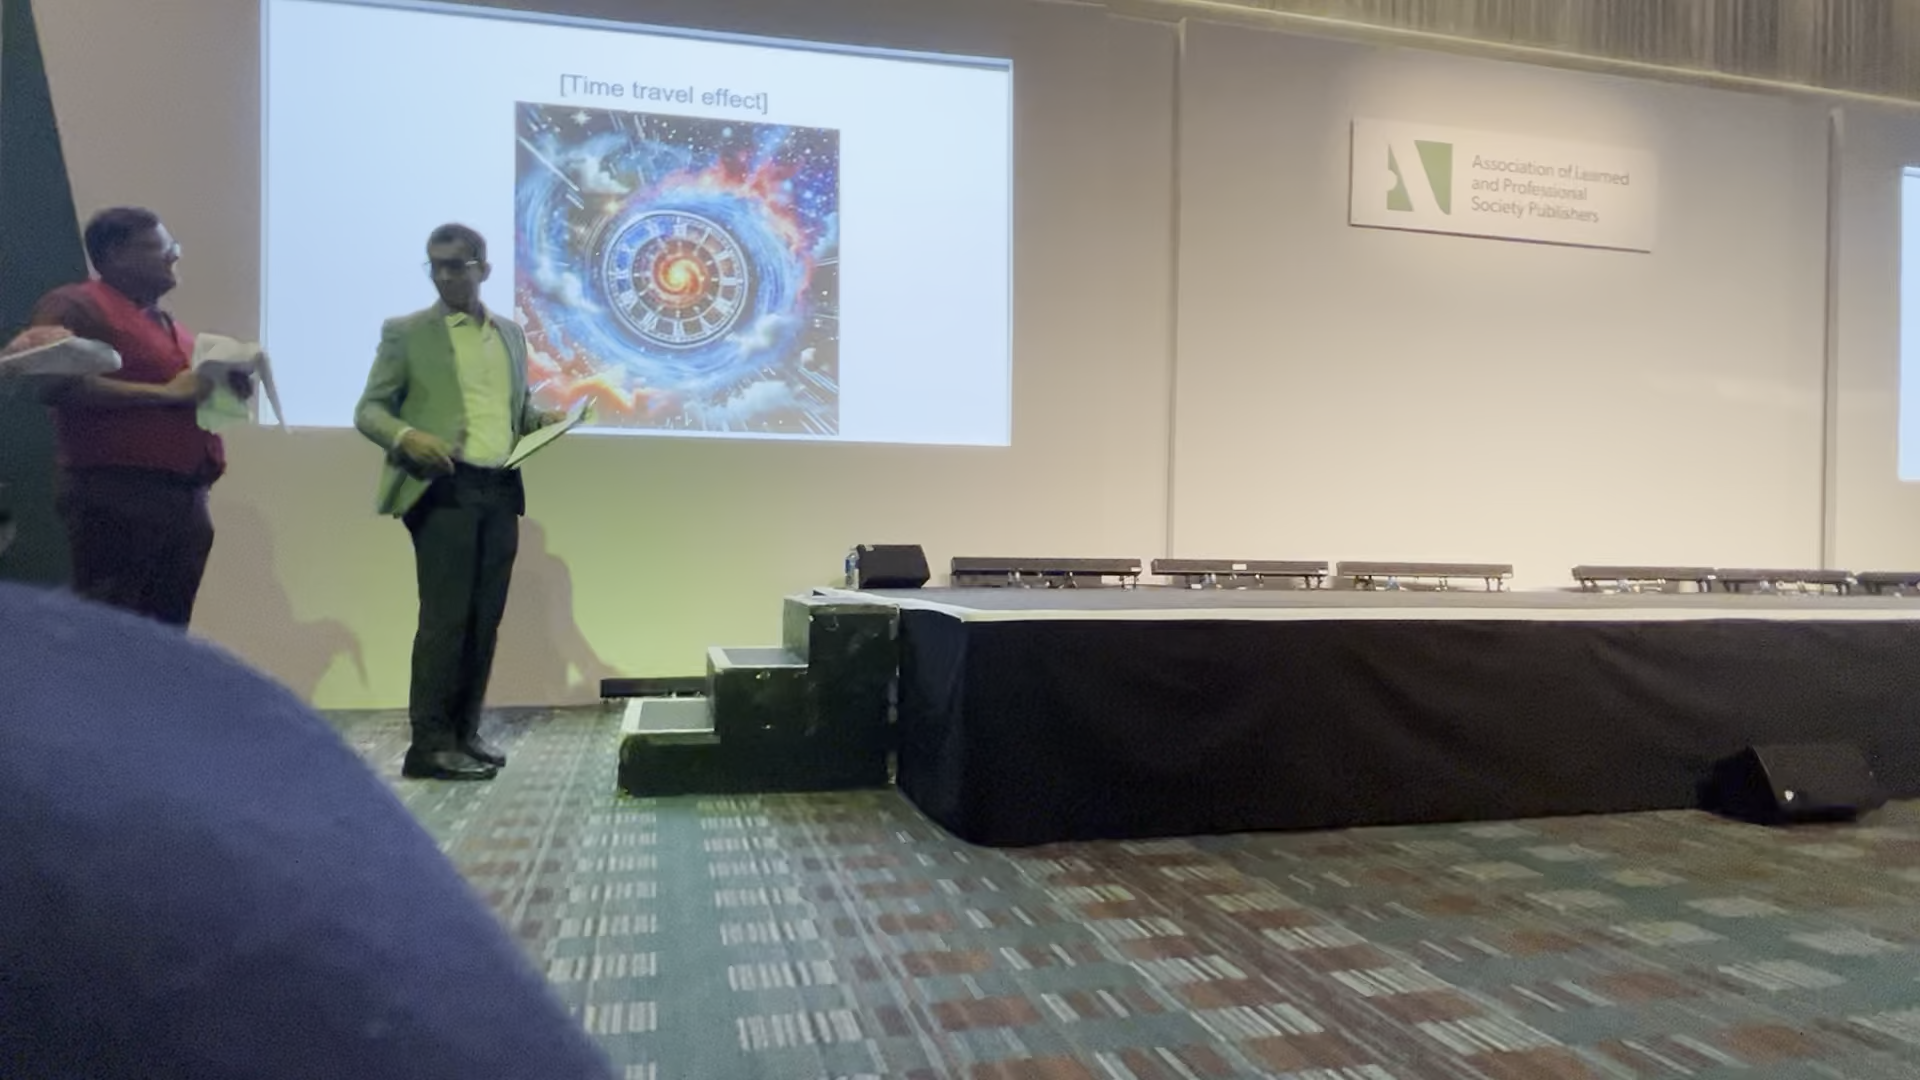 [Time travel effect]
Association of Learned
and Professional
Society Publishers